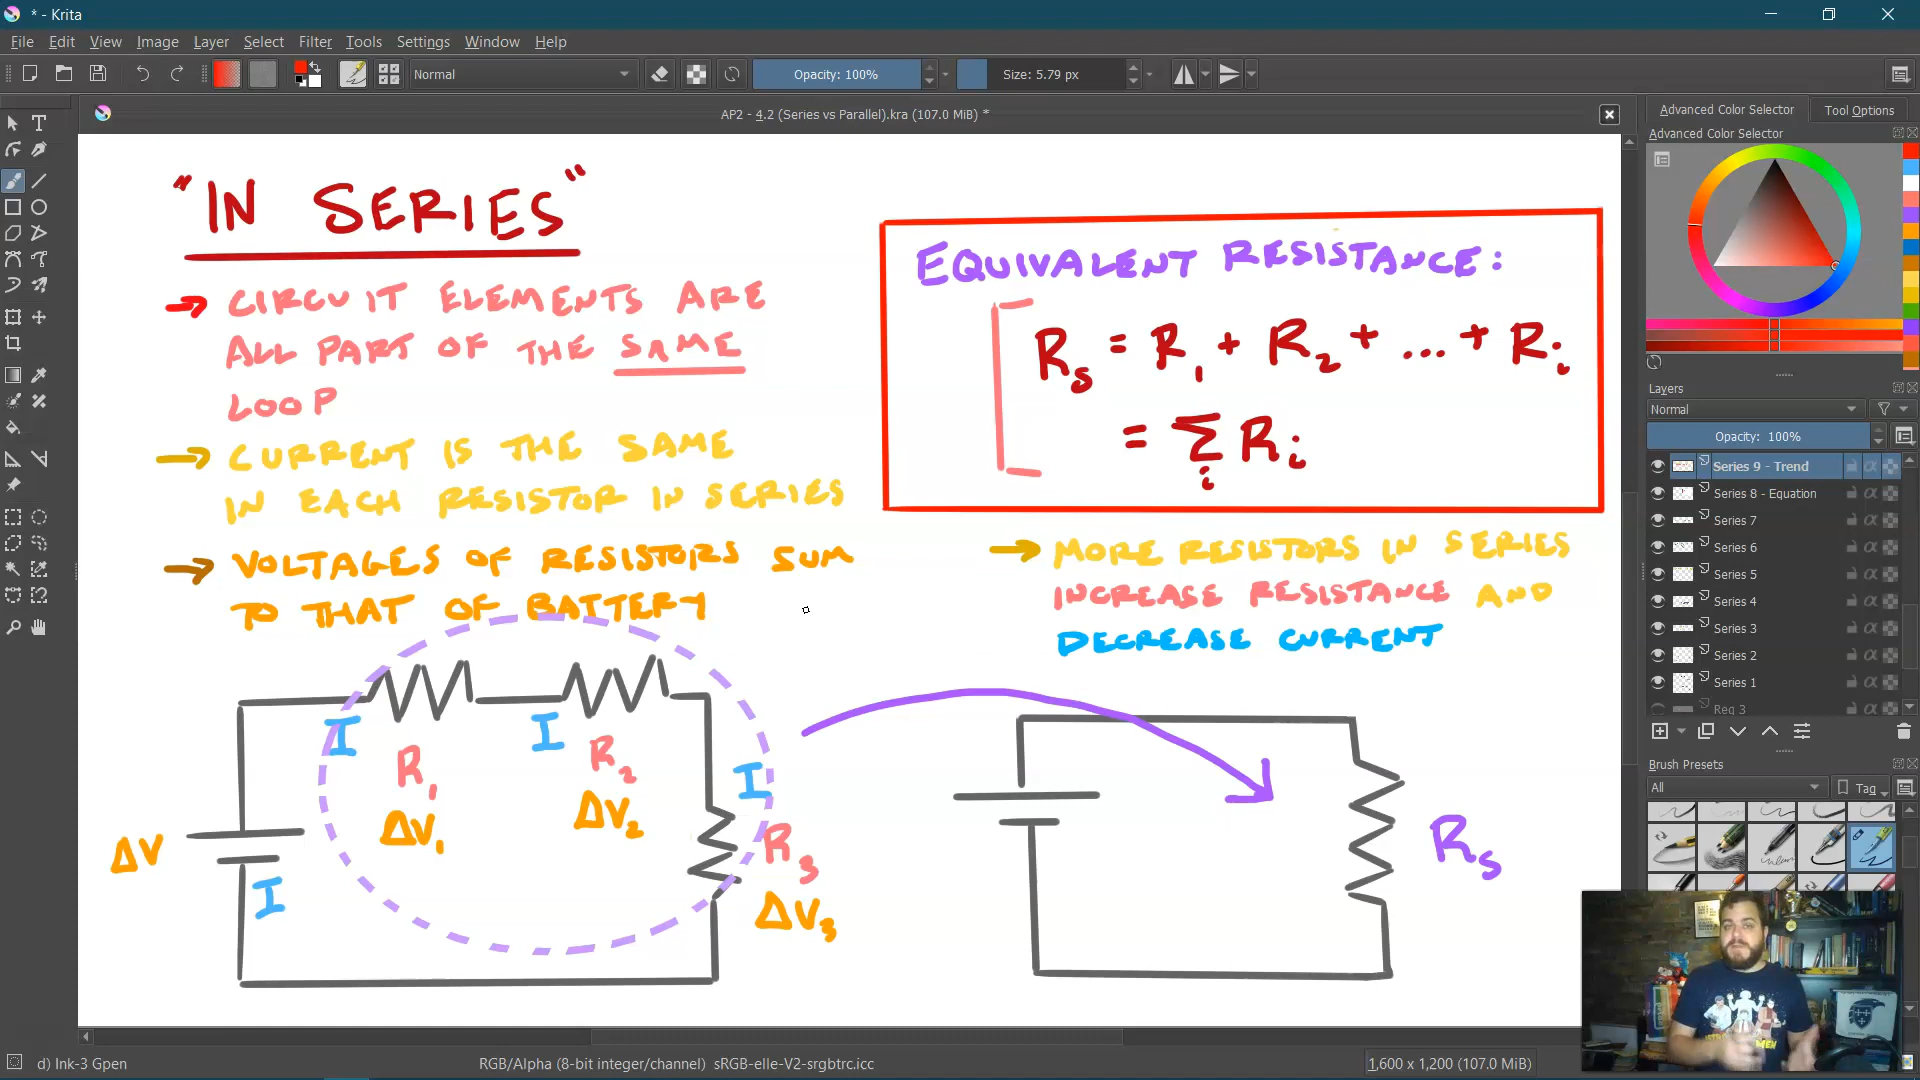 * - Krita
File Edit View Image Layer Select Filter Tools Settings Window Help
Normal
Opacity: 100%
Size: 5.79 px
AP2 - 4.2 (Series vs Parallel).kra (107.0 MiB) *
"IN SERIES"
→ CIRCUIT ELEMENTS ARE
ALL PART OF THE SAME
LOOP
→ CURRENT IS THE SAME
IN EACH RESISTOR IN SERIES
→ VOLTAGES OF RESISTORS SUM
TO THAT OF BATTERY
EQUIVALENT RESISTANCE:
Rs = R1 + R2 + ... + Ri
= Σi Ri
→ MORE RESISTORS IN SERIES
INCREASE RESISTANCE AND
DECREASE CURRENT
I I
R1 R2
I
ΔV1 ΔV2
ΔV
R3
I
ΔV3
Rs
Advanced Color Selector Tool Options
Advanced Color Selector
Layers
Normal
Opacity: 100%
Series 9 - Trend
Series 8 - Equation
Series 7
Series 6
Series 5
Series 4
Series 3
Series 2
Series 1
Req 3
Brush Presets
All
Tag
MEN
d) Ink-3 Gpen
RGB/Alpha (8-bit integer/channel) sRGB-elle-V2-srgbtrc.icc
1,600 x 1,200 (107.0 MiB)